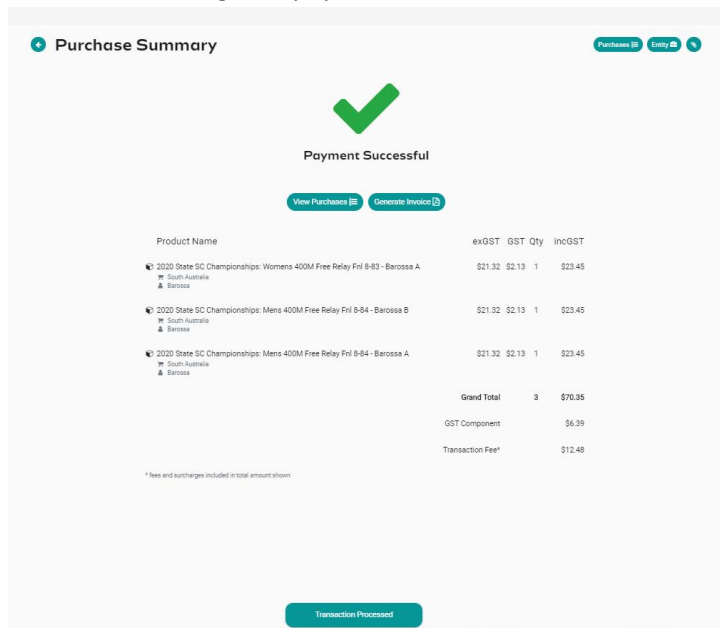 Purchase Summary
Purchases
Entity
Payment Successful
View Purchases
Generate Invoice
Product Name exGST GST Qty incGST
2020 State SC Championships: Womens 400M Free Relay Fnl 8-83 - Barossa A $21.32 $2.13 1 $23.45
South Australia
Barossa
2020 State SC Championships: Mens 400M Free Relay Fnl 8-84 - Barossa B $21.32 $2.13 1 $23.45
South Australia
Barossa
2020 State SC Championships: Mens 400M Free Relay Fnl 8-84 - Barossa A $21.32 $2.13 1 $23.45
South Australia
Barossa
Grand Total 3 $70.35
GST Component $6.39
Transaction Fee* $12.48
* fees and surcharges included in total amount shown
Transaction Processed